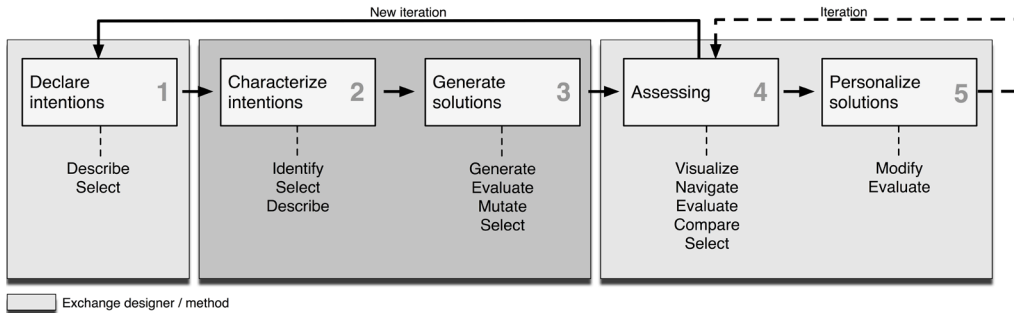 New iteration
Iteration
Declare
intentions
1
Characterize
intentions
2
Generate
solutions
3
Assessing
4
Personalize
solutions
5
Describe
Select
Identify
Select
Describe
Generate
Evaluate
Mutate
Select
Visualize
Navigate
Evaluate
Compare
Select
Modify
Evaluate
Exchange designer / method